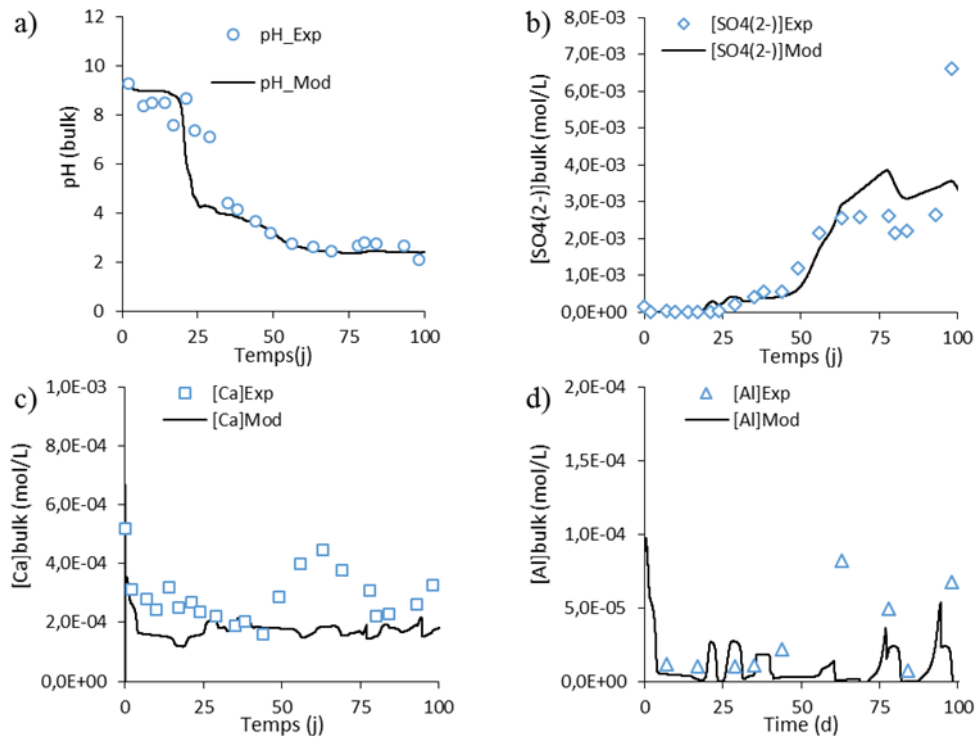 a)
pH_Exp
pH_Mod
12
10
8
6
4
2
0
pH (bulk)
0 25 50 75 100
Temps(j)
b)
[SO4(2-)]Exp
[SO4(2-)]Mod
8,0E-03
7,0E-03
6,0E-03
5,0E-03
4,0E-03
3,0E-03
2,0E-03
1,0E-03
0,0E+00
[SO4(2-)]bulk (mol/L)
0 25 50 75 100
Temps (j)
c)
[Ca]Exp
[Ca]Mod
1,0E-03
8,0E-04
6,0E-04
4,0E-04
2,0E-04
0,0E+00
[Ca]bulk (mol/L)
0 25 50 75 100
Temps (j)
d)
[Al]Exp
[Al]Mod
2,0E-04
1,5E-04
1,0E-04
5,0E-05
0,0E+00
[Al]bulk (mol/L)
0 25 50 75 100
Time (d)